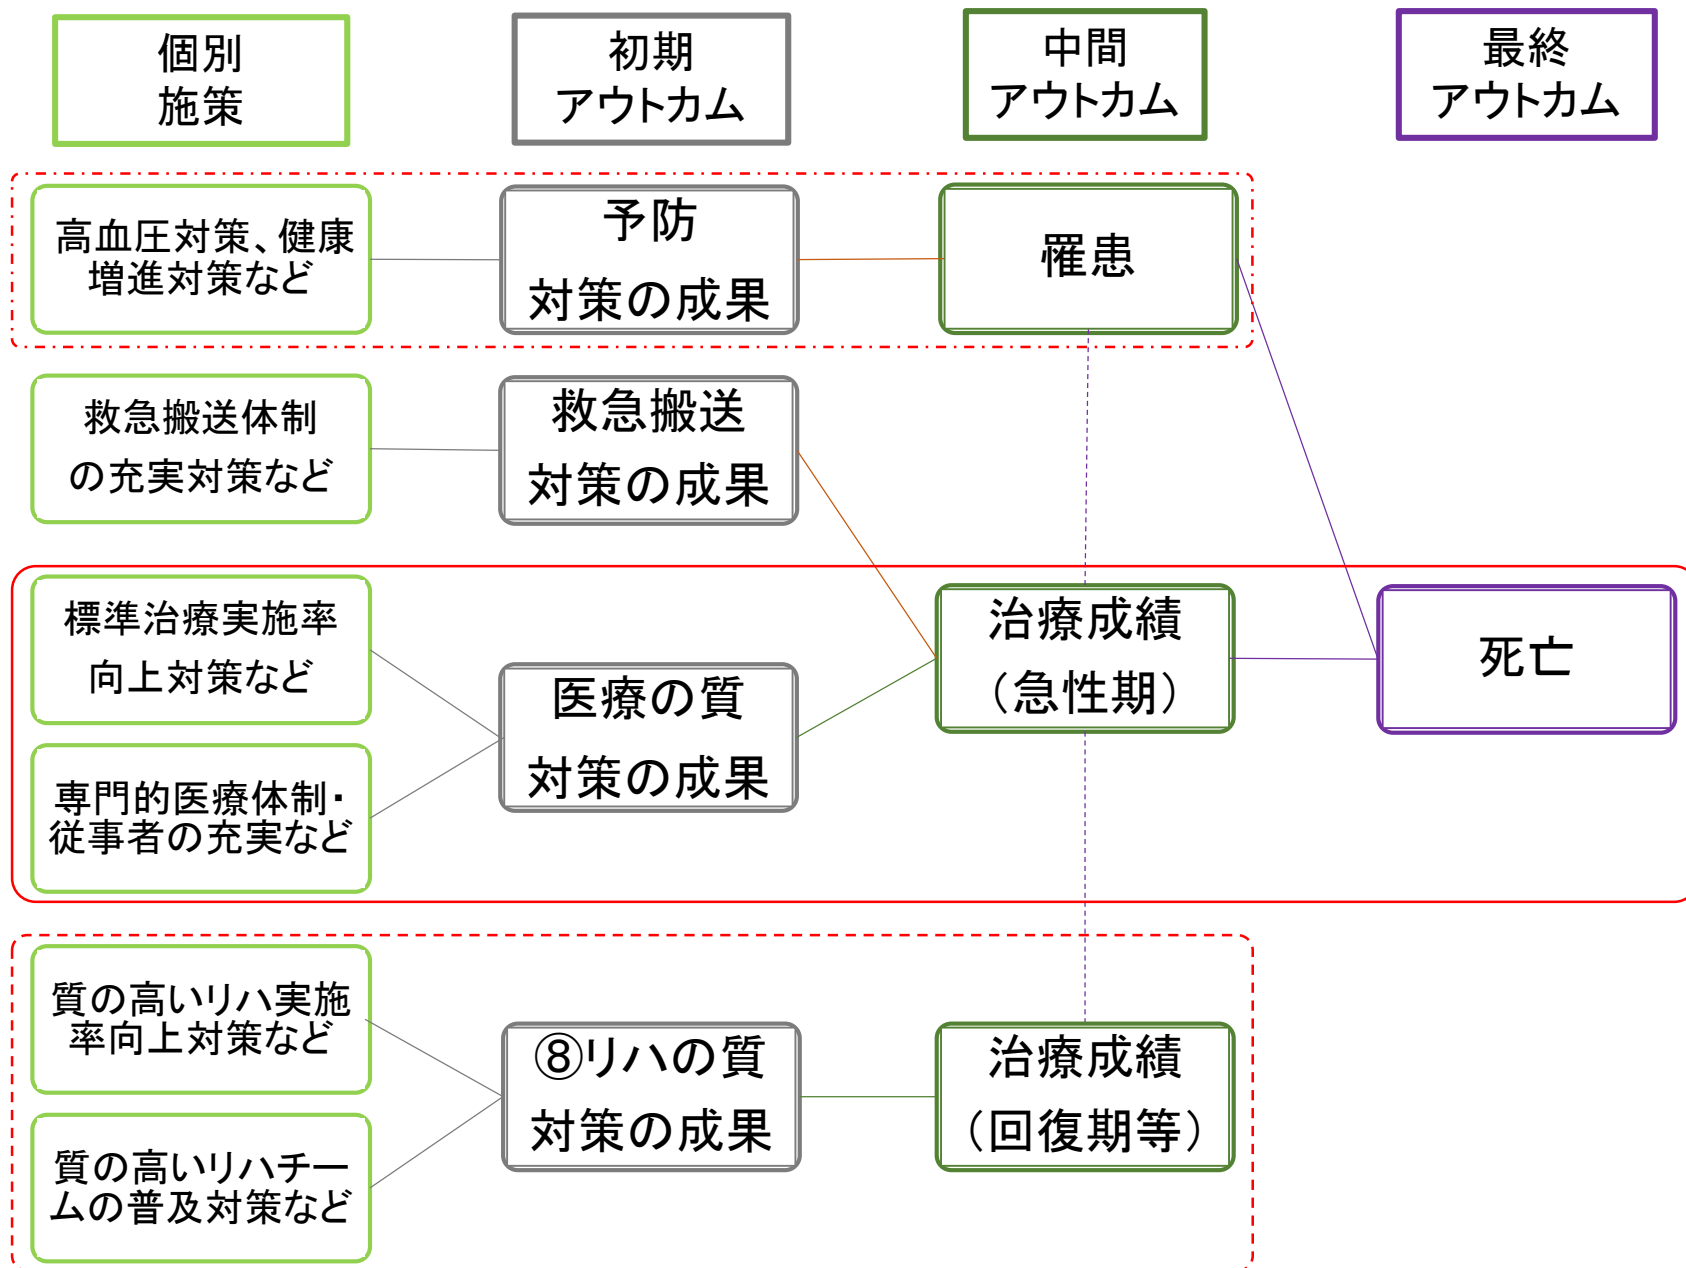 個別
施策
初期
アウトカム
中間
アウトカム
最終
アウトカム
高血圧対策、健康
増進対策など
予防
対策の成果
罹患
救急搬送体制
の充実対策など
救急搬送
対策の成果
標準治療実施率
向上対策など
専門的医療体制・
従事者の充実など
医療の質
対策の成果
治療成績
（急性期）
死亡
質の高いリハ実施
率向上対策など
質の高いリハチー
ムの普及対策など
⑧リハの質
対策の成果
治療成績
（回復期等）